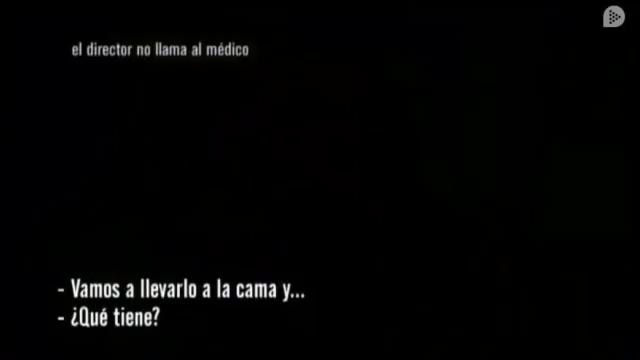 el director no llama al médico
- Vamos a llevarlo a la cama y...
- ¿Qué tiene?